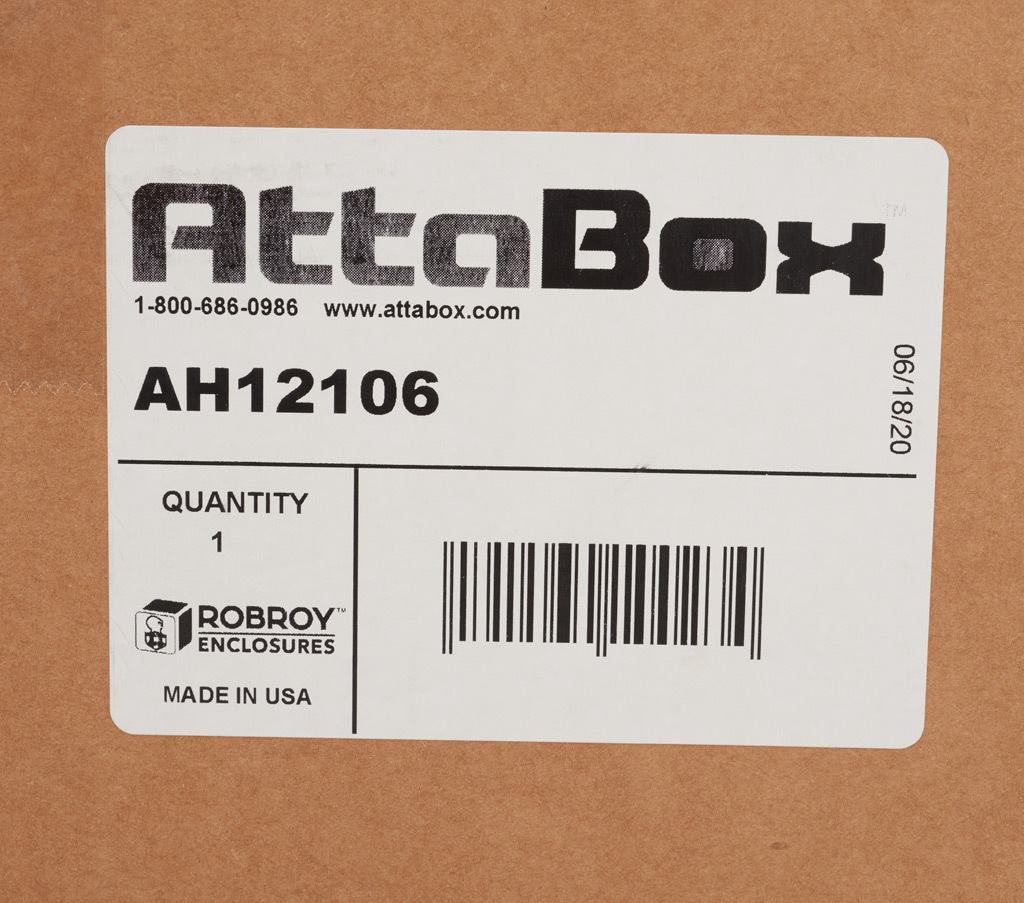 AttaBox™
1-800-686-0986 www.attabox.com
AH12106
06/18/20
QUANTITY
1
ROBROY™
ENCLOSURES
MADE IN USA